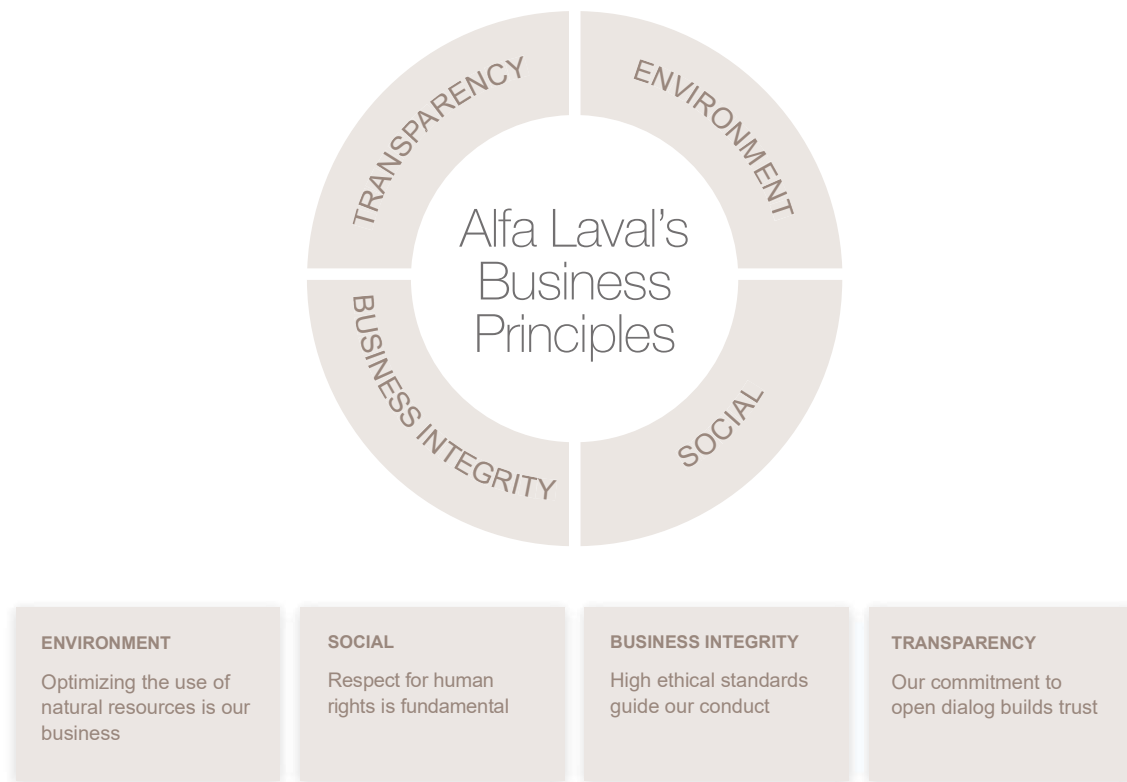 TRANSPARENCY
ENVIRONMENT
Alfa Laval’s
Business
Principles
BUSINESS INTEGRITY
SOCIAL
ENVIRONMENT
Optimizing the use of
natural resources is our
business
SOCIAL
Respect for human
rights is fundamental
BUSINESS INTEGRITY
High ethical standards
guide our conduct
TRANSPARENCY
Our commitment to
open dialog builds trust